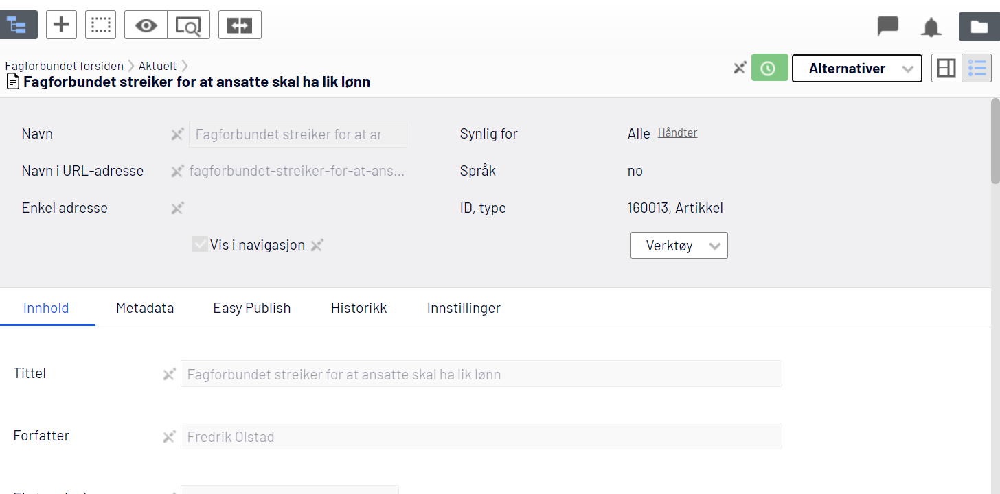 Fagforbundet forsiden Aktuelt
Fagforbundet streiker for at ansatte skal ha lik lønn
Alternativer
Navn
Fagforbundet streiker for at ar
Synlig for
Alle Håndter
Navn i URL-adresse
fagforbundet-streiker-for-at-ans...
Språk
no
Enkel adresse
ID, type
160013, Artikkel
Vis i navigasjon
Verktøy
Innhold Metadata Easy Publish Historikk Innstillinger
Tittel
Fagforbundet streiker for at ansatte skal ha lik lønn
Forfatter
Fredrik Olstad